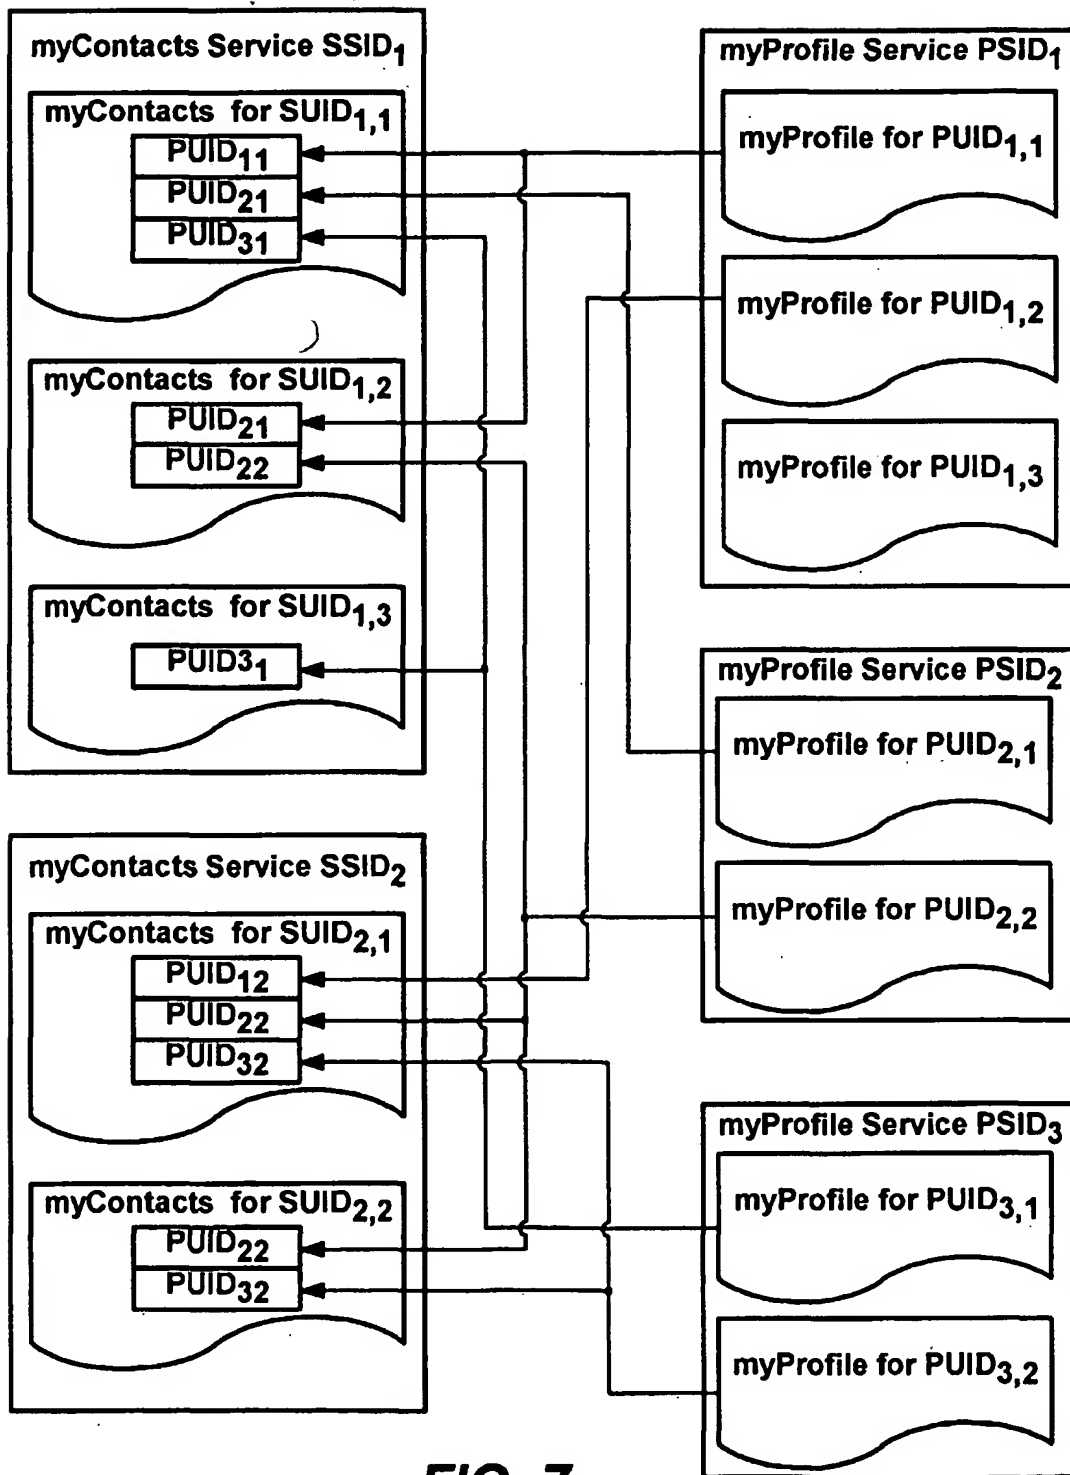 myContacts Service SSID₁
myContacts for SUID₁,₁
PUID₁₁
PUID₂₁
PUID₃₁
myContacts for SUID₁,₂
PUID₂₁
PUID₂₂
myContacts for SUID₁,₃
PUID3₁
myContacts Service SSID₂
myContacts for SUID₂,₁
PUID₁₂
PUID₂₂
PUID₃₂
myContacts for SUID₂,₂
PUID₂₂
PUID₃₂
myProfile Service PSID₁
myProfile for PUID₁,₁
myProfile for PUID₁,₂
myProfile for PUID₁,₃
myProfile Service PSID₂
myProfile for PUID₂,₁
myProfile for PUID₂,₂
myProfile Service PSID₃
myProfile for PUID₃,₁
myProfile for PUID₃,₂
FIG. 7